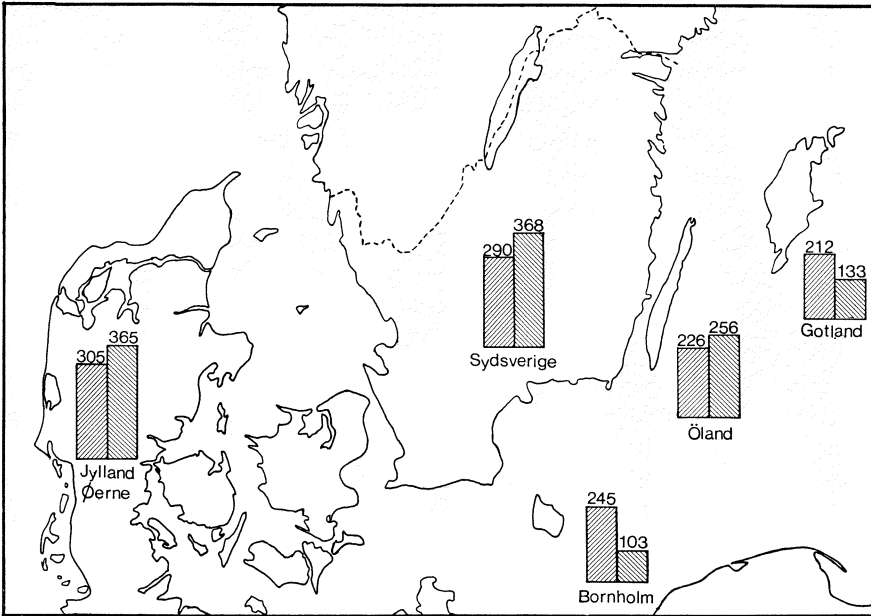 290 368
Sydsverige
212 133
Gotland
305 365
Jylland
Øerne
226 256
Öland
245 103
Bornholm